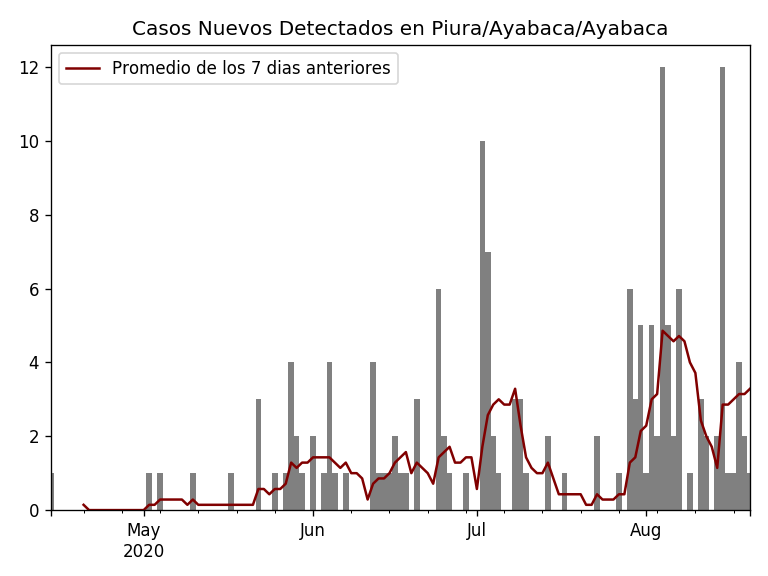 Casos Nuevos Detectados en Piura/Ayabaca/Ayabaca
Promedio de los 7 dias anteriores
12
10
8
6
4
2
0
May
2020
Jun
Jul
Aug